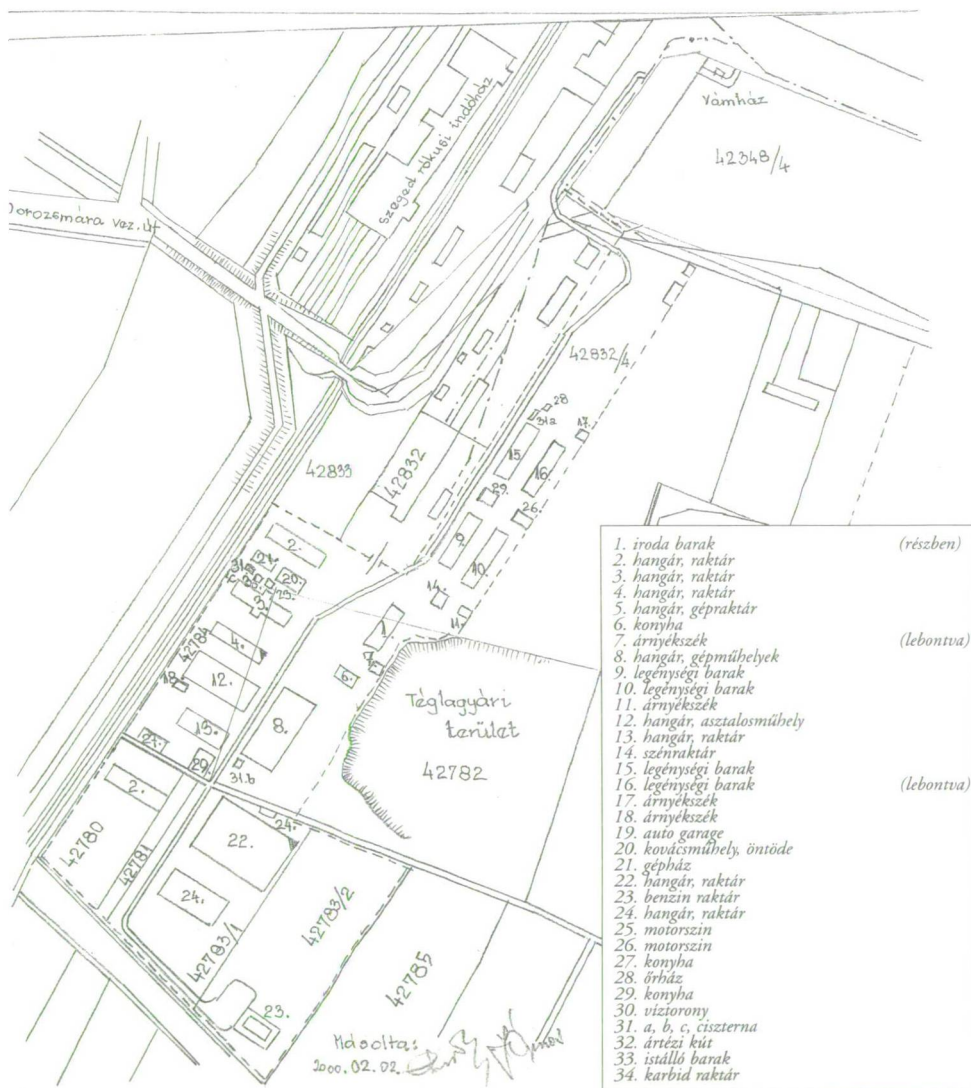 szeged rókusi indóház
Vámház
42348/4
Dorozsmára vez. út
42832/4
28
31a
17.
15
16.
42833
42832
29.
26.
9
10.
2.
21.
31a
20.
3.
14.
11.
1.
4.
42784
18.
12.
6.
8.
13.
27.
29.
31.b
Téglagyári
terület
42782
2.
42780
42781
24.
22.
24.
42783/1
42783/2
42785
23.
Másolta:
2000.02.02.
1. iroda barak (részben)
2. hangár, raktár
3. hangár, raktár
4. hangár, raktár
5. hangár, gépraktár
6. konyha
7. árnyékszék (lebontva)
8. hangár, gépműhelyek
9. legénységi barak
10. legénységi barak
11. árnyékszék
12. hangár, asztalosműhely
13. hangár, raktár
14. szénraktár
15. legénységi barak
16. legénységi barak (lebontva)
17. árnyékszék
18. árnyékszék
19. auto garage
20. kovácsműhely, öntöde
21. gépház
22. hangár, raktár
23. benzin raktár
24. hangár, raktár
25. motorszin
26. motorszin
27. konyha
28. őrház
29. konyha
30. víztorony
31. a, b, c, ciszterna
32. ártézi kút
33. istálló barak
34. karbid raktár